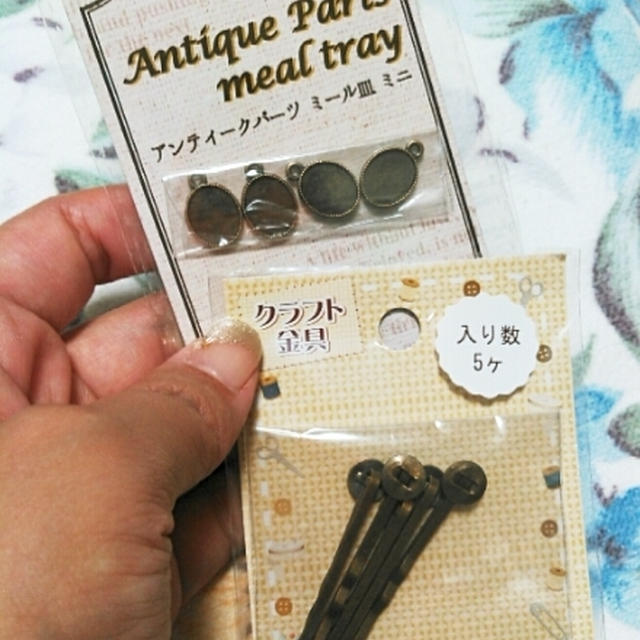 Antique Parts
meal tray
アンティークパーツ ミール皿 ミニ
クラフト
金具
入り数
5ヶ